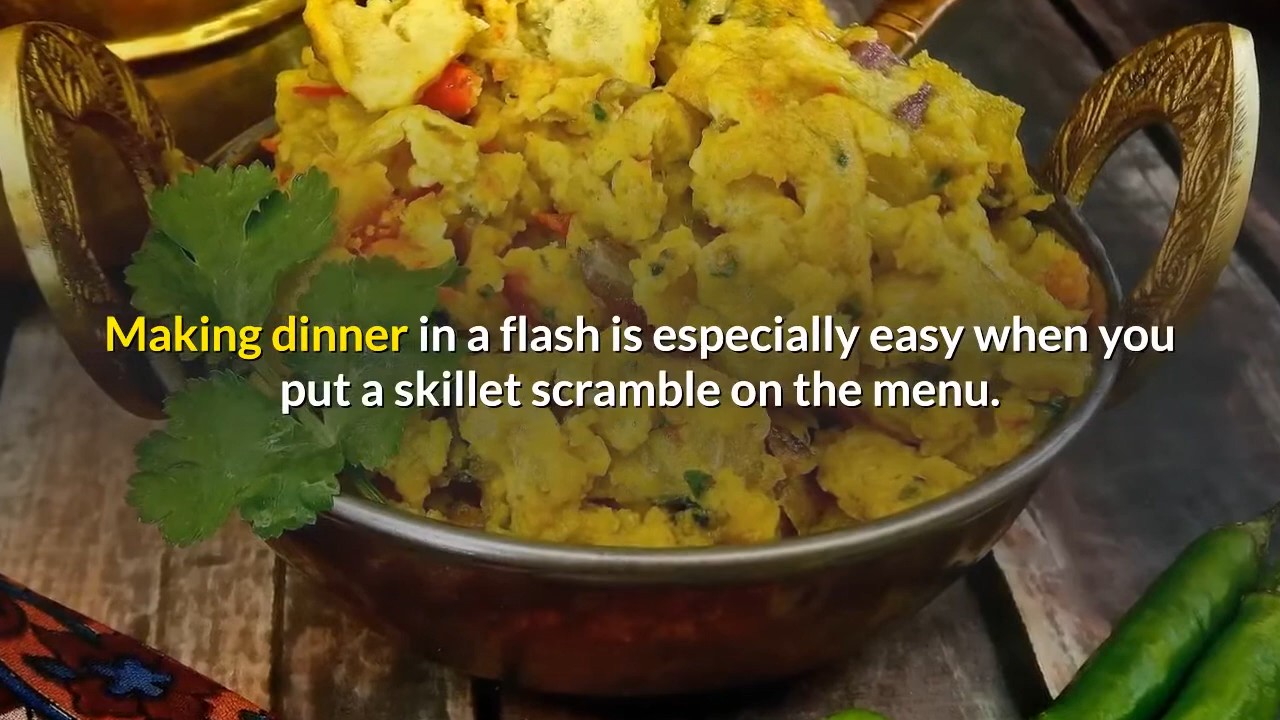 Making dinner in a flash is especially easy when you
put a skillet scramble on the menu.